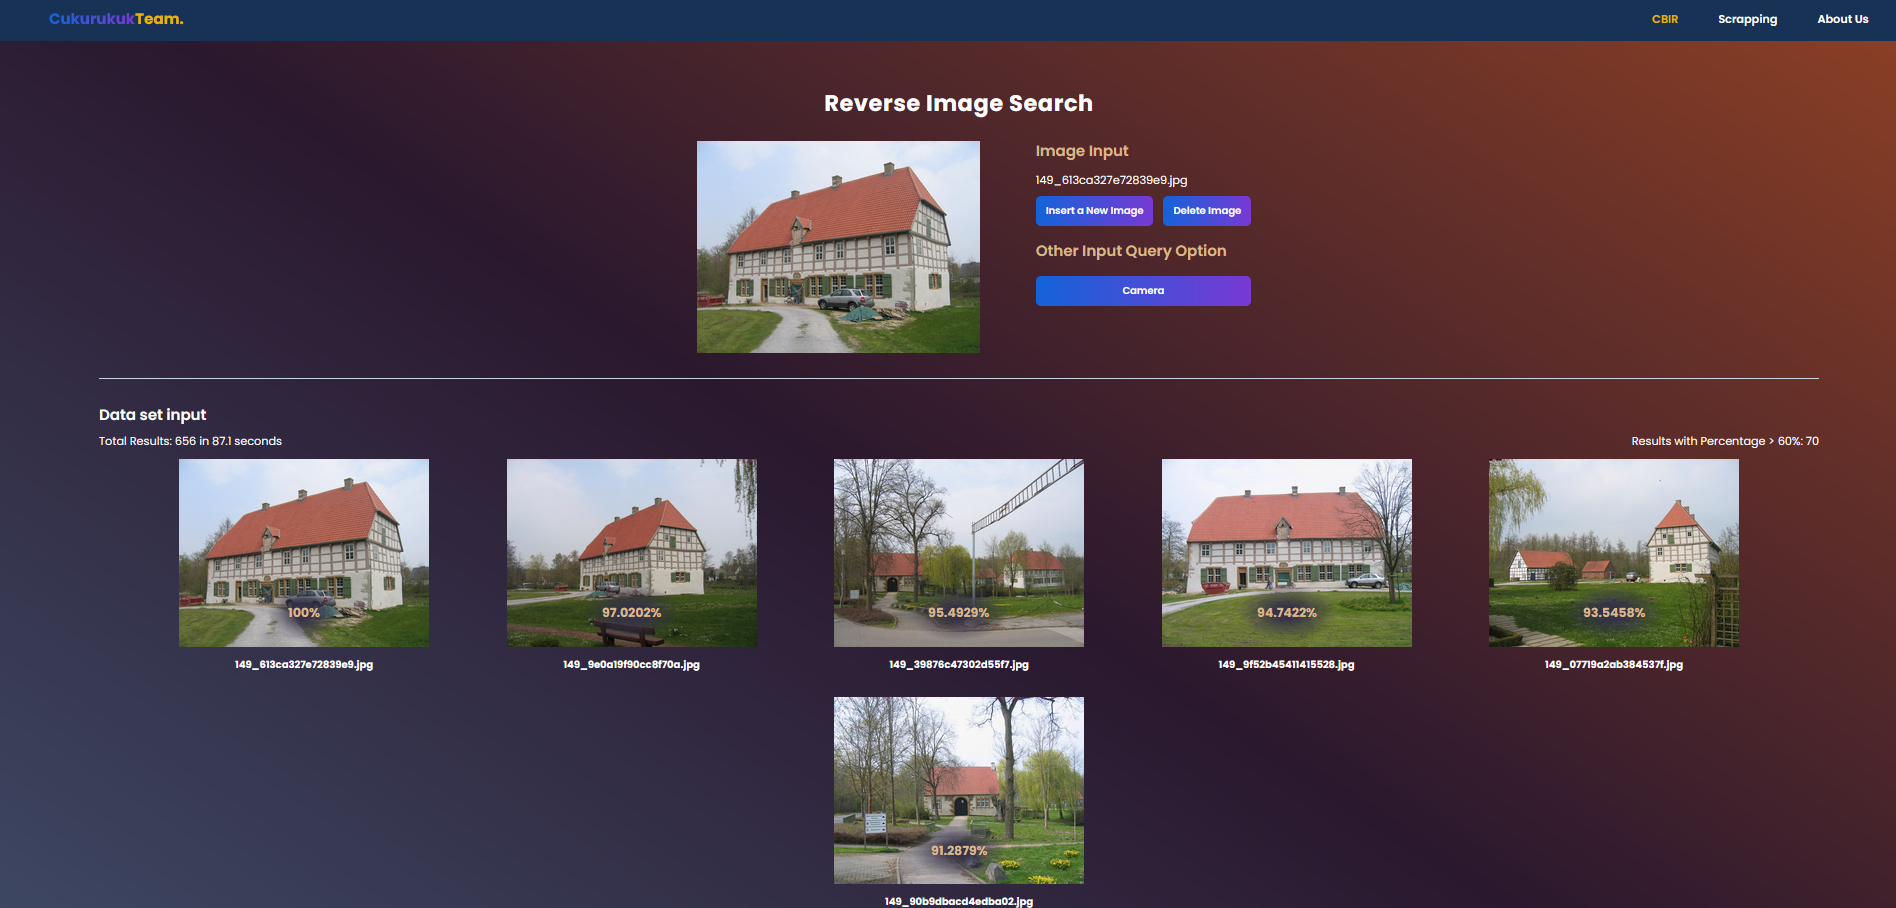 CukurukukTeam.
CBIR Scrapping About Us
Reverse Image Search
Image Input
149_613ca327e72839e9.jpg
Insert a New Image Delete Image
Other Input Query Option
Camera
Data set input
Total Results: 656 in 87.1 seconds Results with Percentage > 60%: 70
100% 97.0202% 95.4929% 94.7422% 93.5458%
149_613ca327e72839e9.jpg 149_9e0a19f90cc8f70a.jpg 149_39876c47302d55f7.jpg 149_9f52b45411415528.jpg 149_07719a2ab384537f.jpg
91.2879%
149_90b9dbacd4edba02.jpg